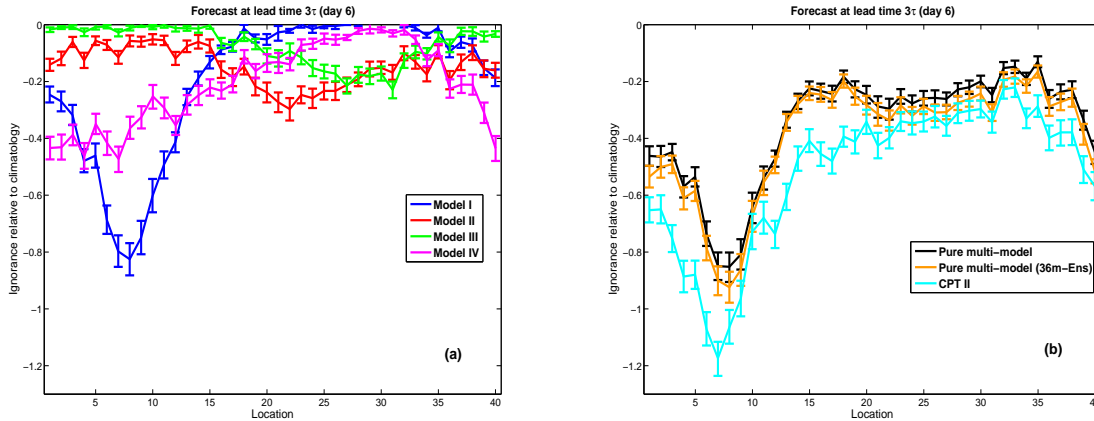 Forecast at lead time 3τ (day 6)
Ignorance relative to climatology
0
−0.2
−0.4
−0.6
−0.8
−1
−1.2
5
10
15
20
25
30
35
40
Location
Model I
Model II
Model III
Model IV
(a)
Forecast at lead time 3τ (day 6)
Ignorance relative to climatology
0
−0.2
−0.4
−0.6
−0.8
−1
−1.2
5
10
15
20
25
30
35
40
Location
Pure multi−model
Pure multi−model (36m−Ens)
CPT II
(b)